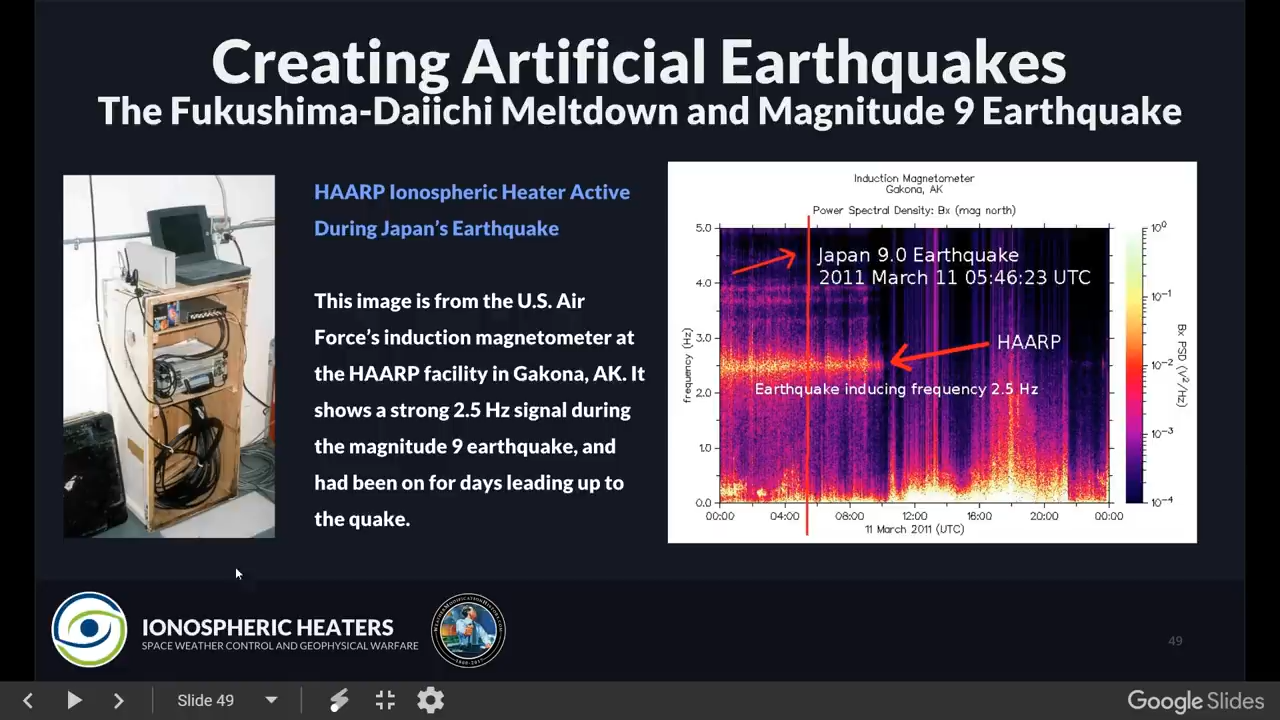 Creating Artificial Earthquakes
The Fukushima-Daiichi Meltdown and Magnitude 9 Earthquake
HAARP Ionospheric Heater Active
During Japan's Earthquake
This image is from the U.S. Air
Force's induction magnetometer at
the HAARP facility in Gakona, AK. It
shows a strong 2.5 Hz signal during
the magnitude 9 earthquake, and
had been on for days leading up to
the quake.
Induction Magnetometer
Gakona, AK
Power Spectral Density: Bx (mag north)
5.0
4.0
3.0
2.0
1.0
0.0
frequency (Hz)
Japan 9.0 Earthquake
2011 March 11 05:46:23 UTC
HAARP
Earthquake inducing frequency 2.5 Hz
00:00 04:00 08:00 12:00 16:00 20:00 00:00
11 March 2011 (UTC)
10⁰
10⁻¹
10⁻²
10⁻³
10⁻⁴
Bx PSD (V²/Hz)
IONOSPHERIC HEATERS
SPACE WEATHER CONTROL AND GEOPHYSICAL WARFARE
49
Slide 49
Google Slides